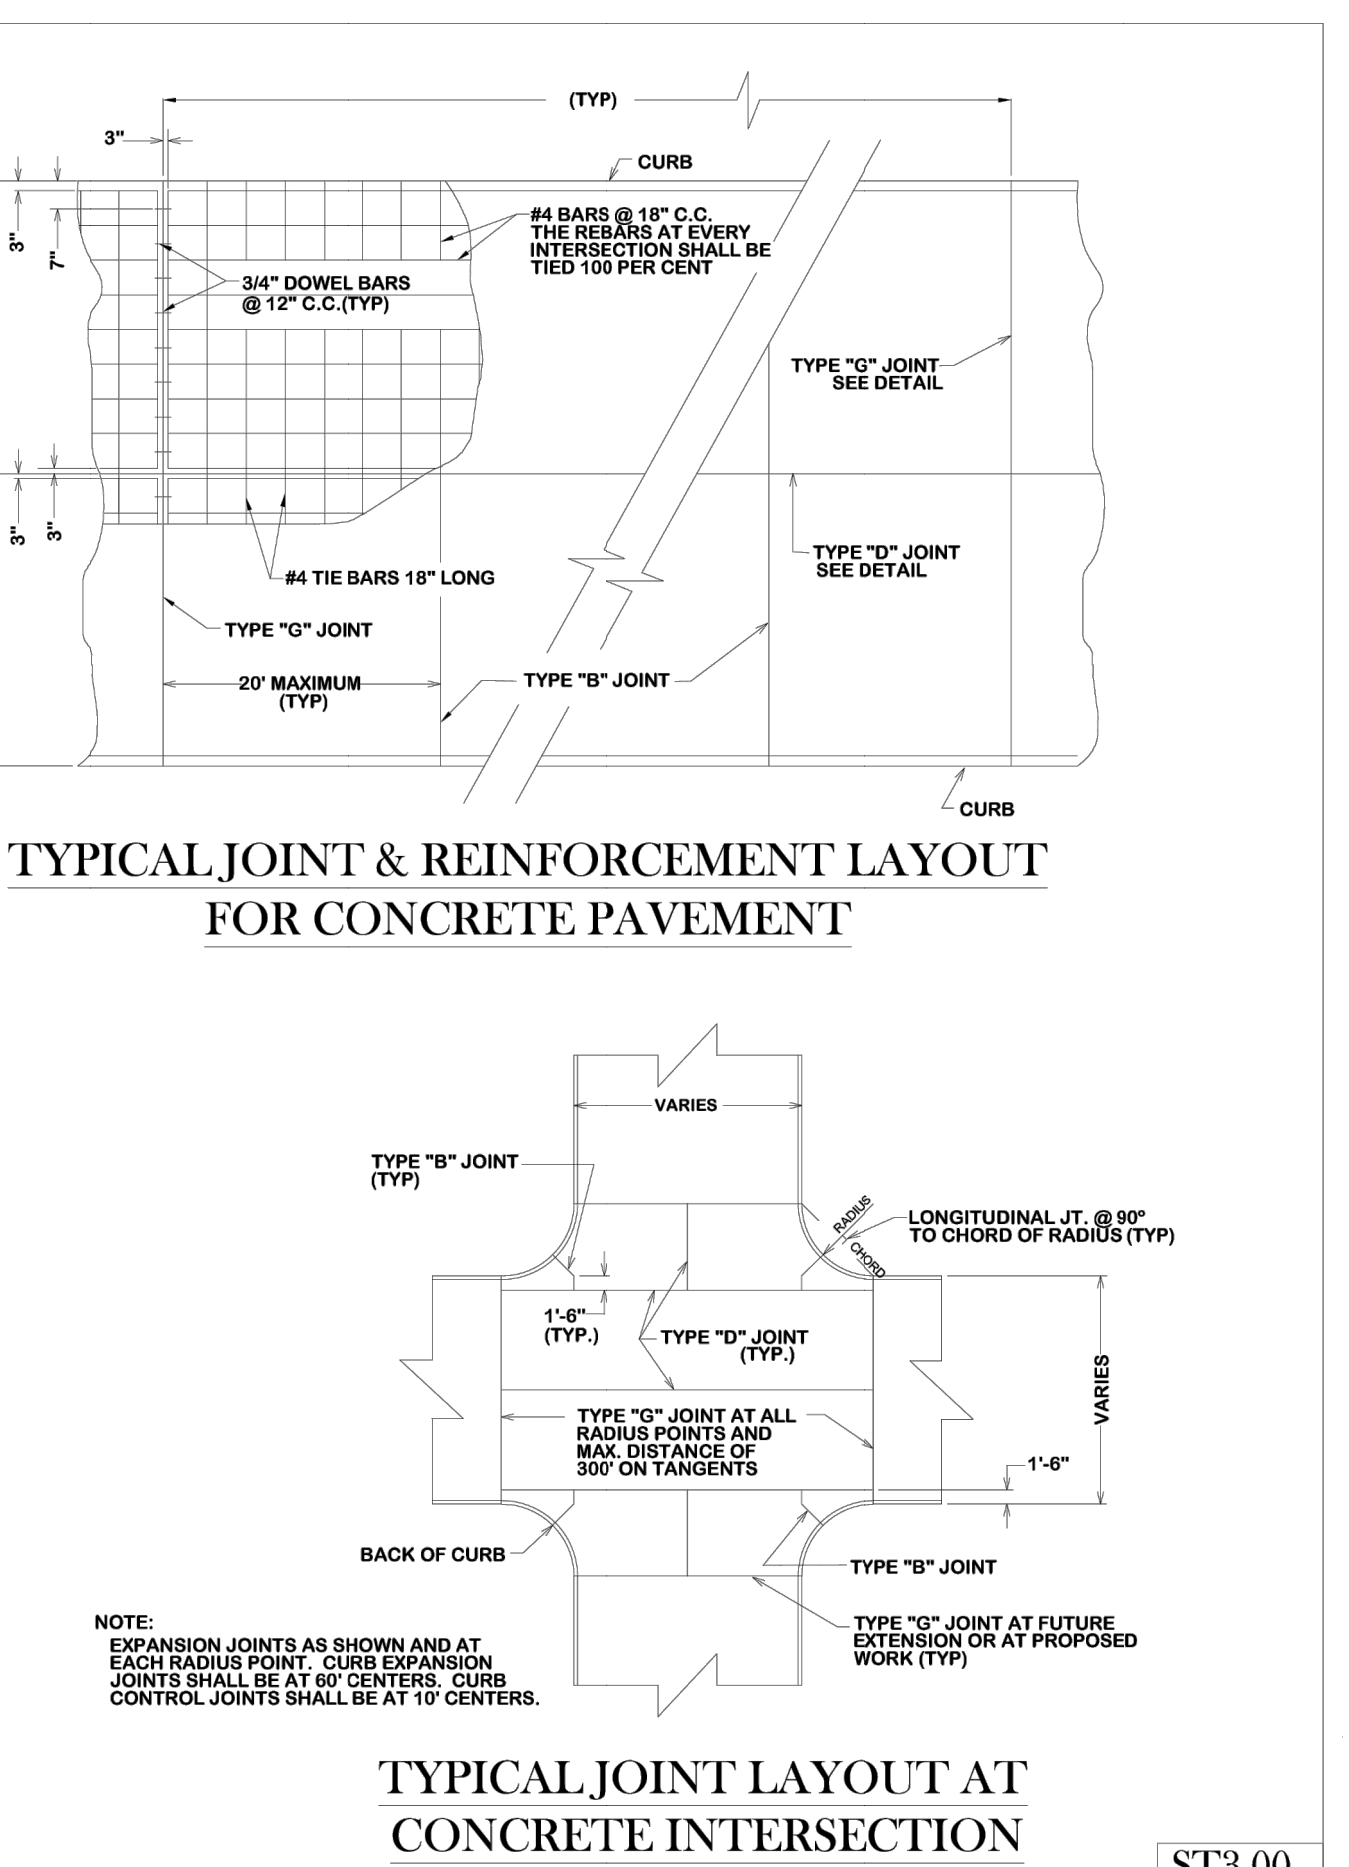 (TYP)
3"
CURB
#4 BARS @ 18" C.C.
THE REBARS AT EVERY
INTERSECTION SHALL BE
TIED 100 PER CENT
3"
7"
3/4" DOWEL BARS
@ 12" C.C.(TYP)
TYPE "G" JOINT
SEE DETAIL
3"
3"
TYPE "D" JOINT
SEE DETAIL
#4 TIE BARS 18" LONG
TYPE "G" JOINT
20' MAXIMUM
(TYP)
TYPE "B" JOINT
CURB
TYPICAL JOINT & REINFORCEMENT LAYOUT
FOR CONCRETE PAVEMENT
VARIES
TYPE "B" JOINT
(TYP)
RADIUS
CHORD
LONGITUDINAL JT. @ 90º
TO CHORD OF RADIUS (TYP)
1'-6"
(TYP.)
TYPE "D" JOINT
(TYP.)
VARIES
TYPE "G" JOINT AT ALL
RADIUS POINTS AND
MAX. DISTANCE OF
300' ON TANGENTS
1'-6"
BACK OF CURB
TYPE "B" JOINT
TYPE "G" JOINT AT FUTURE
EXTENSION OR AT PROPOSED
WORK (TYP)
NOTE:
EXPANSION JOINTS AS SHOWN AND AT
EACH RADIUS POINT. CURB EXPANSION
JOINTS SHALL BE AT 60' CENTERS. CURB
CONTROL JOINTS SHALL BE AT 10' CENTERS.
TYPICAL JOINT LAYOUT AT
CONCRETE INTERSECTION
ST3.00